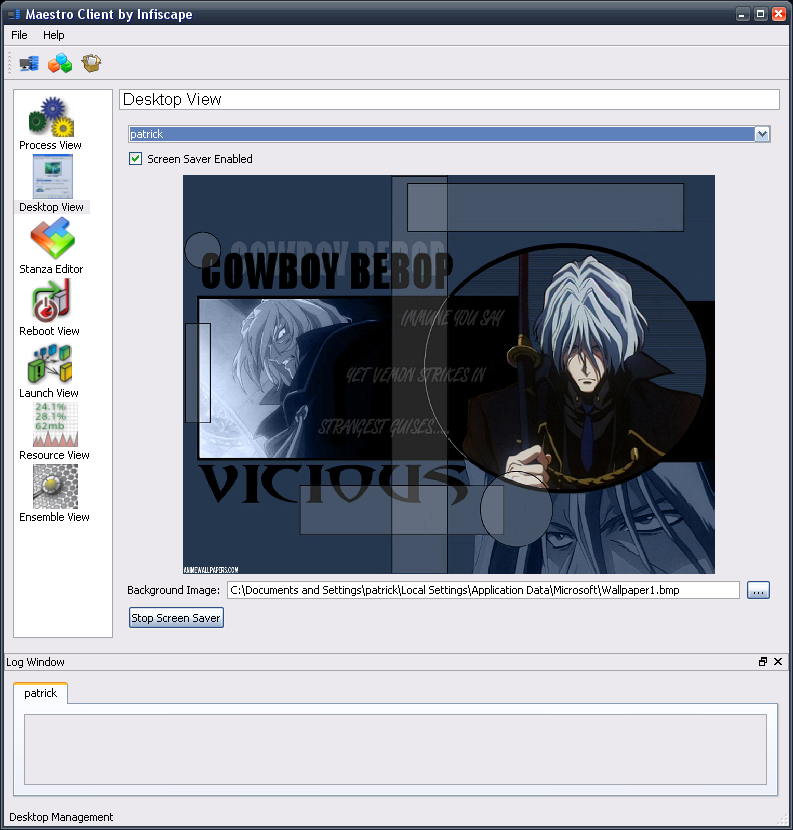 Maestro Client by Infiscape
File Help
Process View
Desktop View
Stanza Editor
Reboot View
Launch View
24.1%
28.1%
62mb
Resource View
Ensemble View
Desktop View
patrick
Screen Saver Enabled
COWBOY BEBOP
COWBOY BEBOP
IMMUNE YOU SAY
YET VEMON STRIKES IN
STRANGEST GUISES....
VICIOUS
ANIMEWALLPAPERS.COM
Background Image: C:\Documents and Settings\patrick\Local Settings\Application Data\Microsoft\Wallpaper1.bmp ...
Stop Screen Saver
Log Window
patrick
Desktop Management